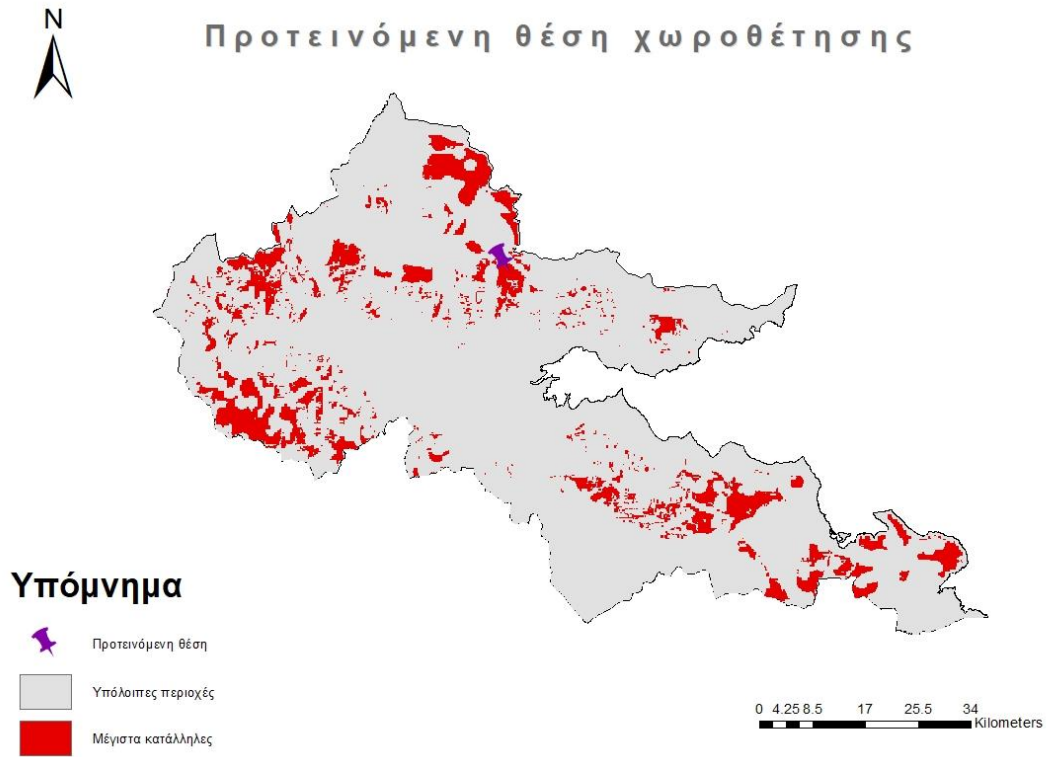 N
Προτεινόμενη θέση χωροθέτησης
Υπόμνημα
Προτεινόμενη θέση
Υπόλοιπες περιοχές
Μέγιστα κατάλληλες
0 4.25 8.5 17 25.5 34
Kilometers